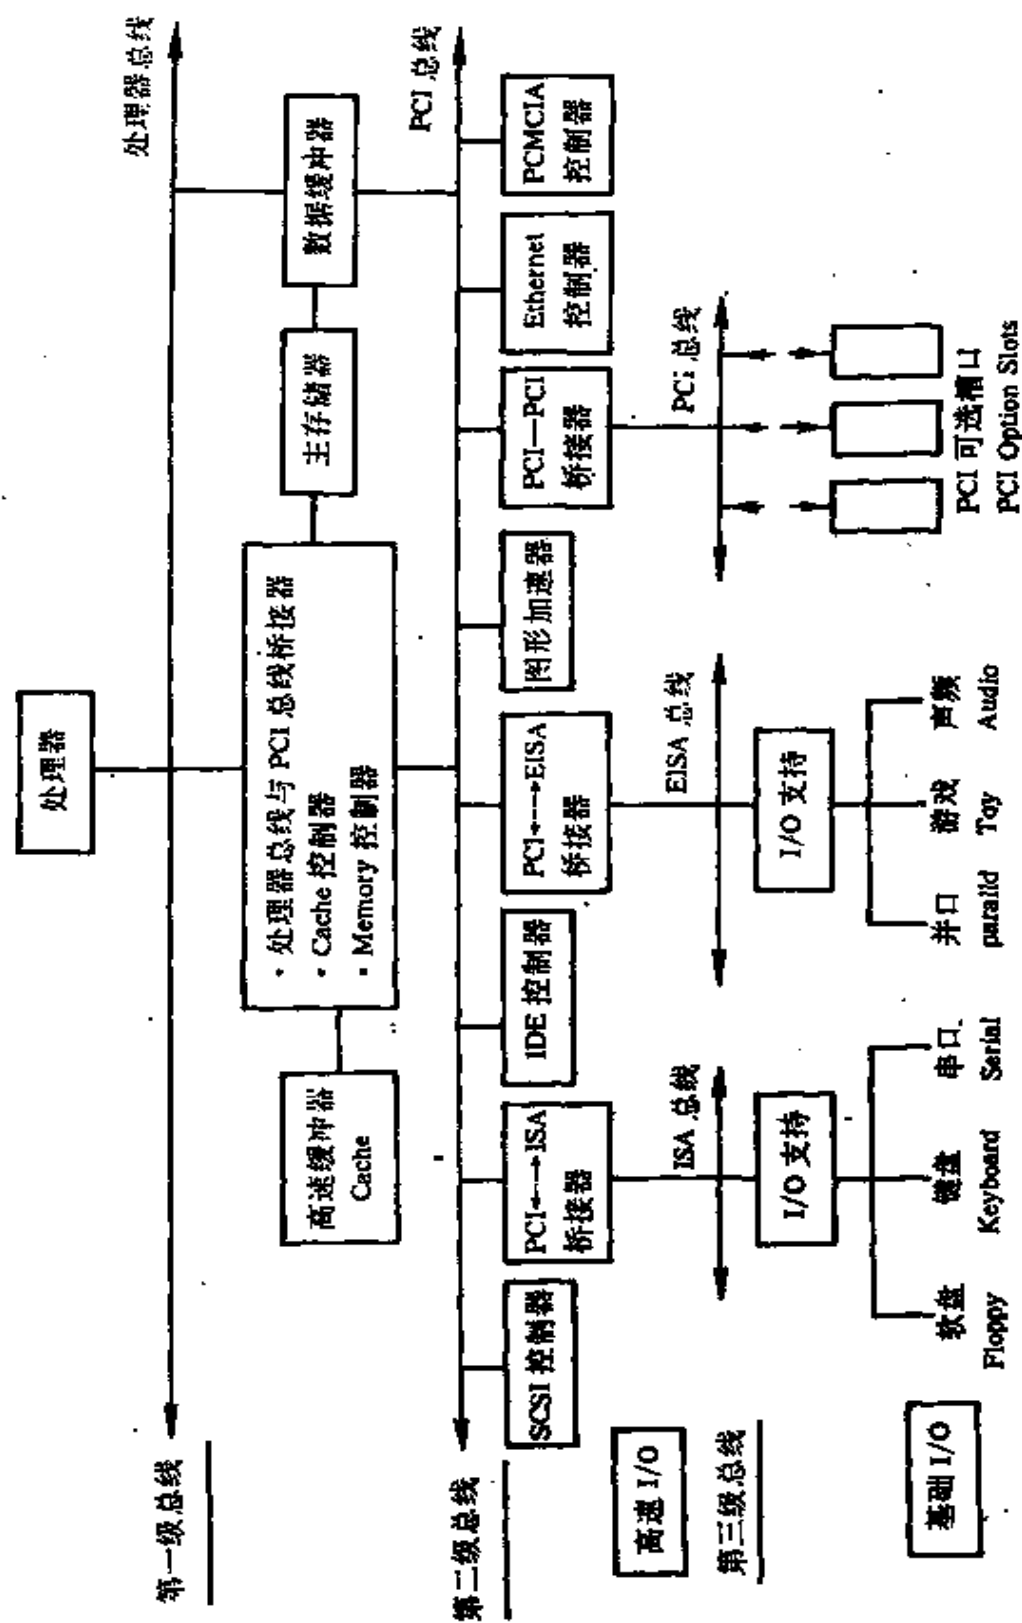 处理器
处理器总线
第一级总线
• 处理器总线与 PCI 总线桥接器
• Cache 控制器
• Memory 控制器
主存储器
数据缓冲器
高速缓冲器
Cache
PCI 总线
第二级总线
SCSI 控制器
PCI←→ISA
桥接器
IDE 控制器
PCI←→EISA
桥接器
图形加速器
PCI—PCI
桥接器
Ethernet
控制器
PCMCIA
控制器
高速 I/O
ISA 总线
EISA 总线
PCI 总线
第三级总线
I/O 支持
I/O 支持
软盘
Floppy
键盘
Keyboard
串口
Serial
并口
paralld
游戏
Toy
声频
Audio
PCI 可选槽口
PCI Option Slots
基础 I/O